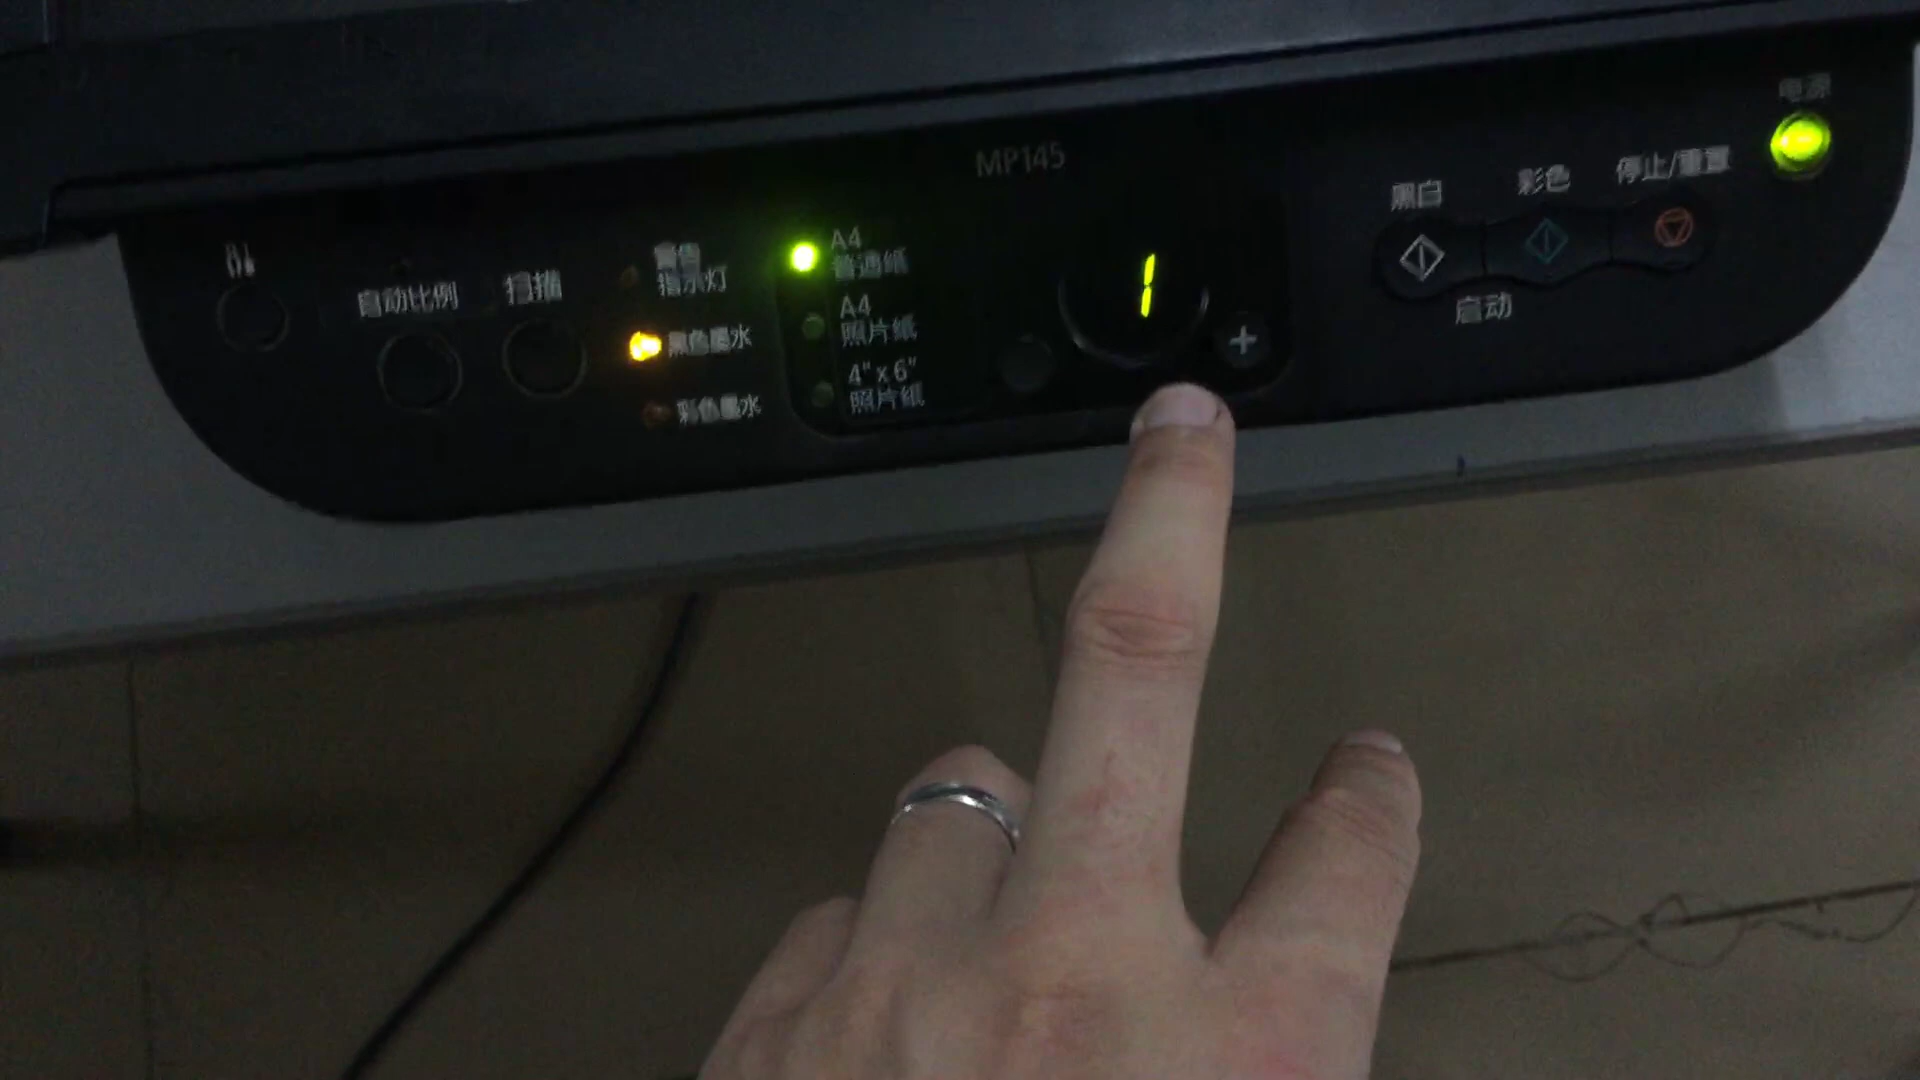 MP145
电源
自动比例
扫描
警告
指示灯
黑色墨水
彩色墨水
A4
普通纸
A4
照片纸
4" x 6"
照片纸
1
+
黑白
彩色
停止/重置
启动